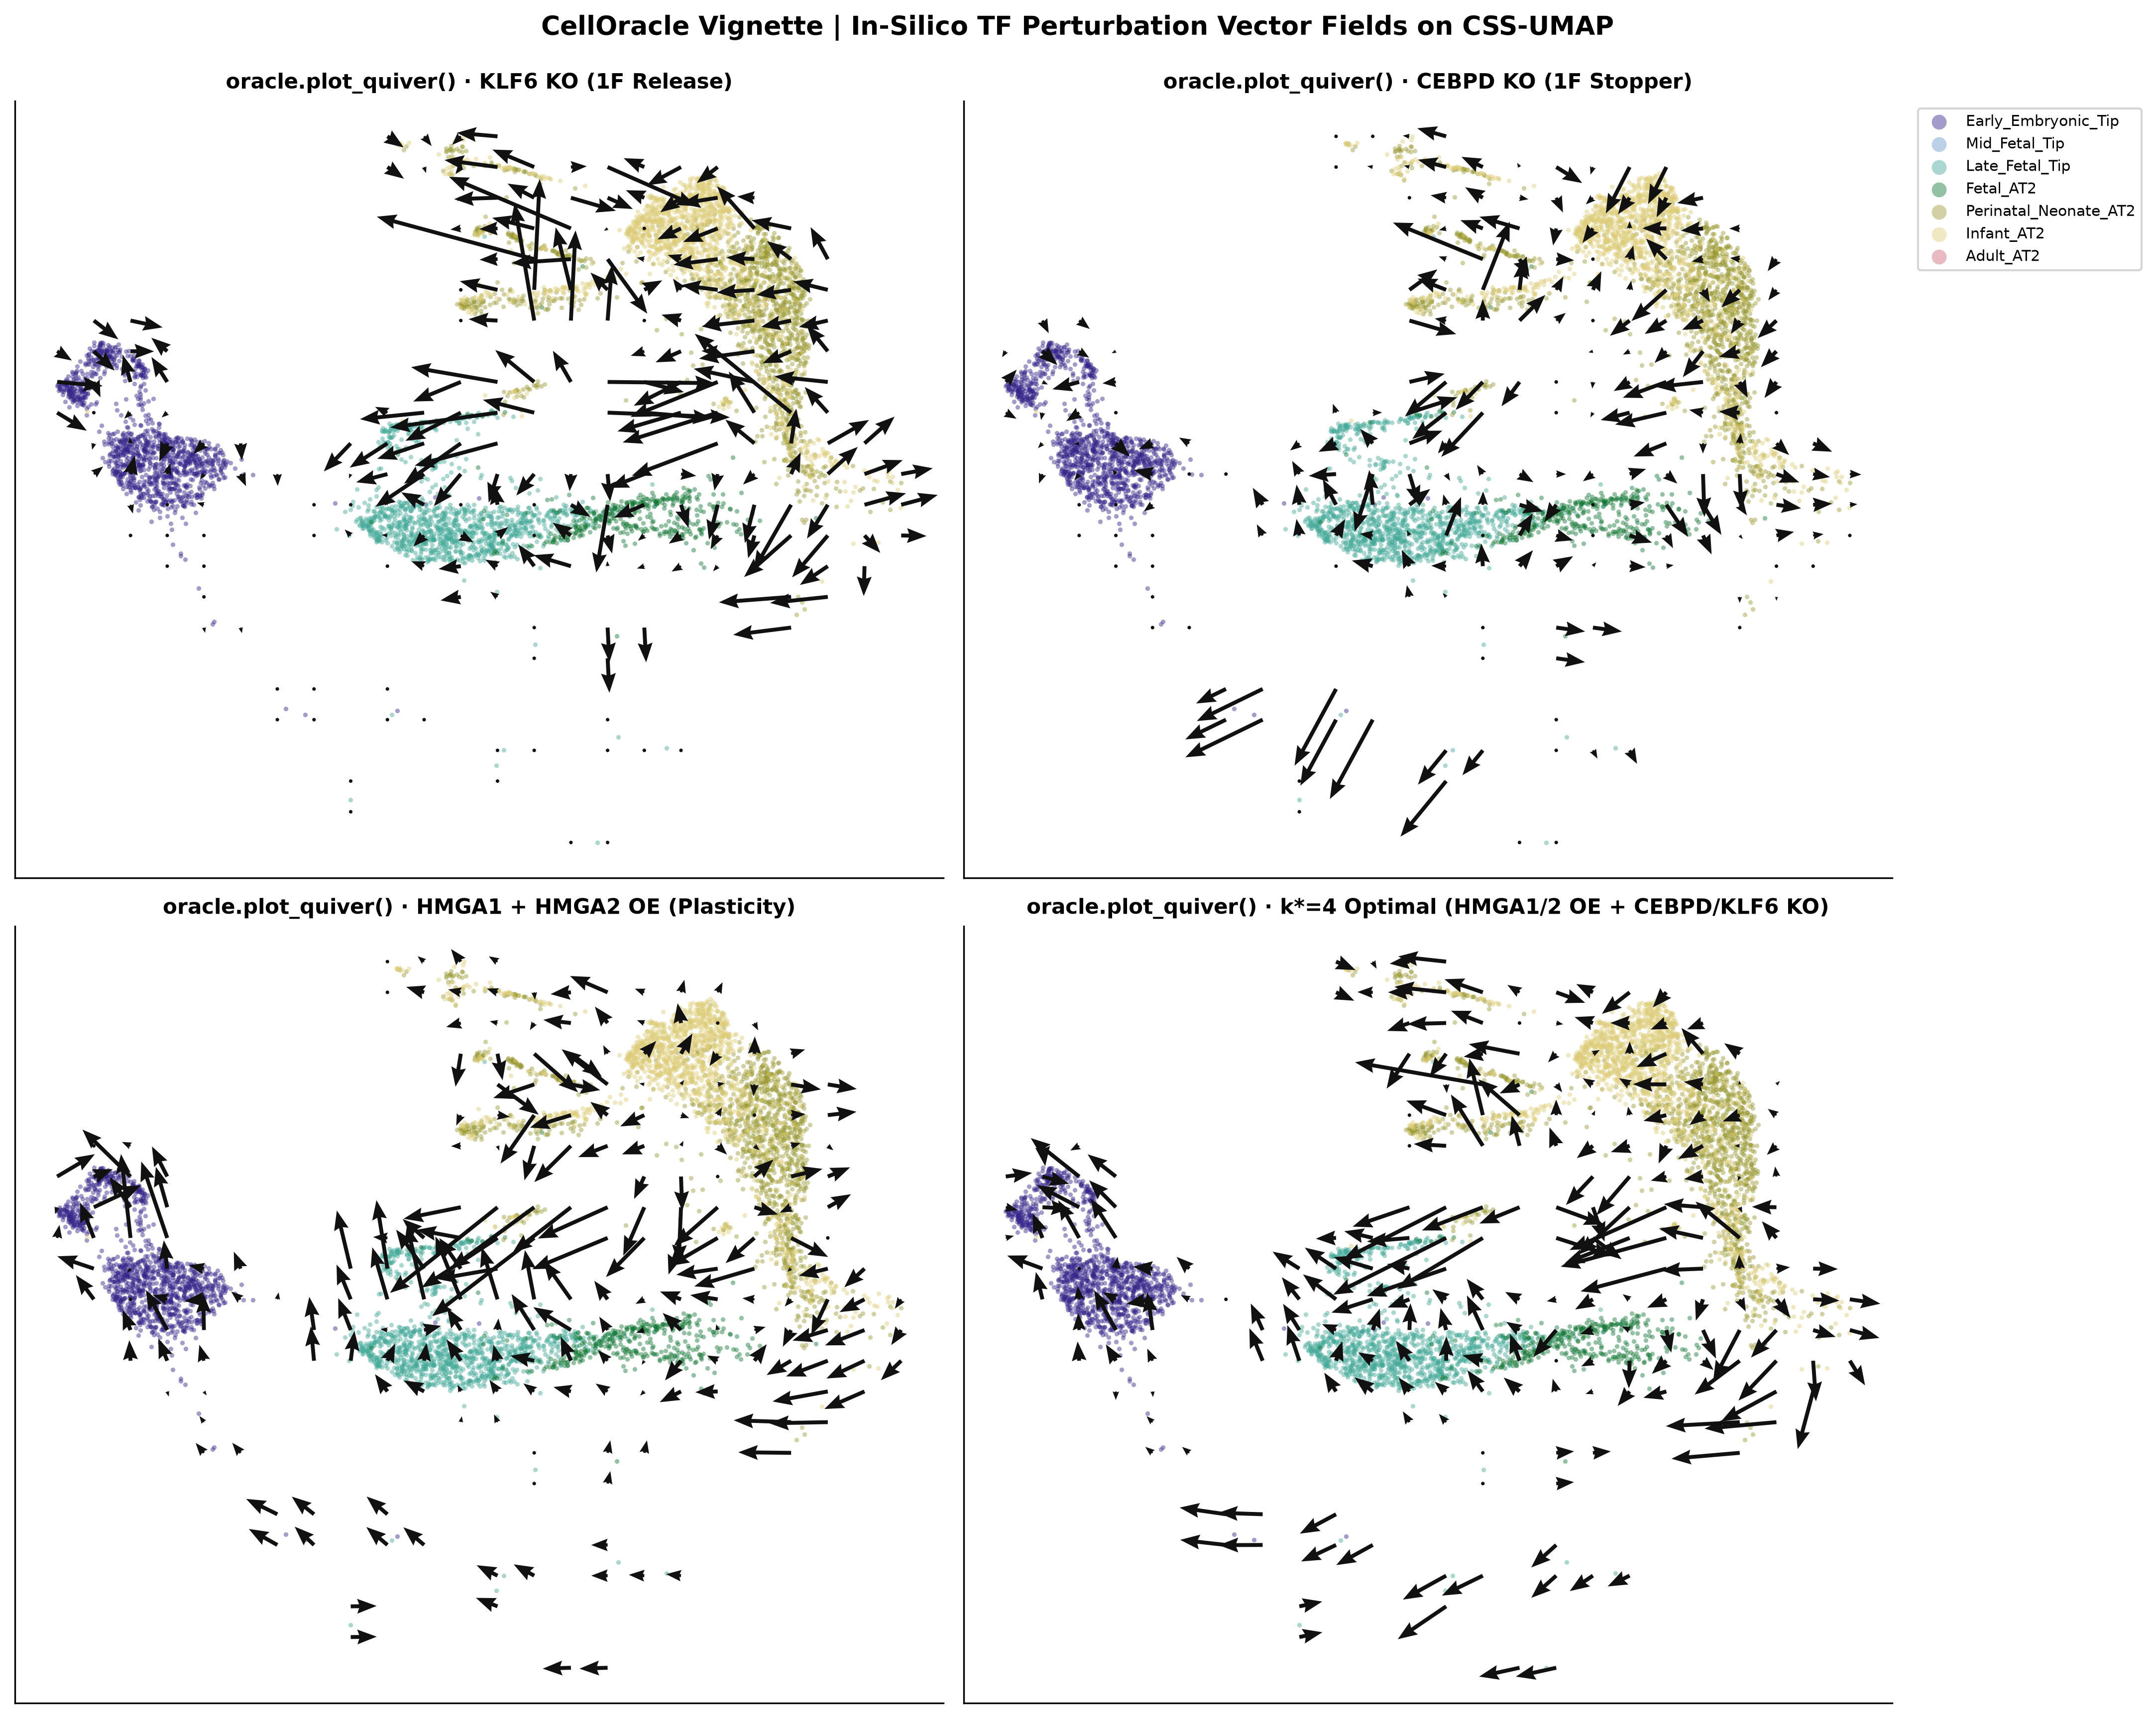 CellOracle Vignette | In-Silico TF Perturbation Vector Fields on CSS-UMAP
oracle.plot_quiver() · KLF6 KO (1F Release)
oracle.plot_quiver() · CEBPD KO (1F Stopper)
Early_Embryonic_Tip
Mid_Fetal_Tip
Late_Fetal_Tip
Fetal_AT2
Perinatal_Neonate_AT2
Infant_AT2
Adult_AT2
oracle.plot_quiver() · HMGA1 + HMGA2 OE (Plasticity)
oracle.plot_quiver() · k*=4 Optimal (HMGA1/2 OE + CEBPD/KLF6 KO)